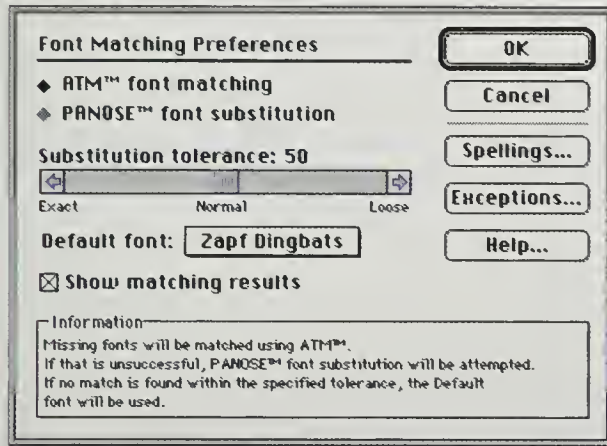 Font Matching Preferences
ATM™ font matching
PANOSE™ font substitution
Substitution tolerance: 50
Exact Normal Loose
Default font: Zapf Dingbats
Show matching results
Information
Missing fonts will be matched using ATM™.
If that is unsuccessful, PANOSE™ font substitution will be attempted.
If no match is found within the specified tolerance, the Default
font will be used.
OK
Cancel
Spellings...
Exceptions...
Help...